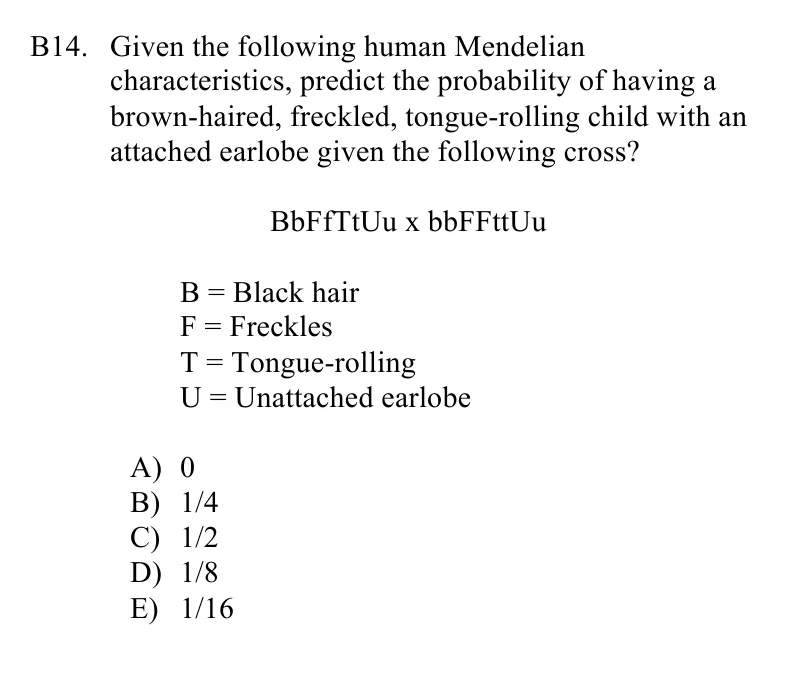 B14. Given the following human Mendelian
characteristics, predict the probability of having a
brown-haired, freckled, tongue-rolling child with an
attached earlobe given the following cross?
BbFfTtUu x bbFFttUu
B = Black hair
F = Freckles
T = Tongue-rolling
U = Unattached earlobe
A) 0
B) 1/4
C) 1/2
D) 1/8
E) 1/16